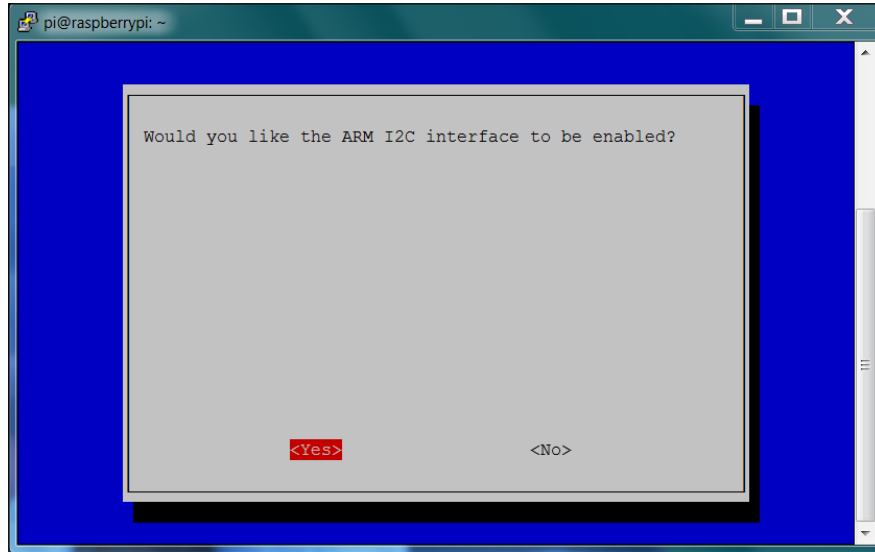 pi@raspberrypi: ~
Would you like the ARM I2C interface to be enabled?
<Yes> <No>